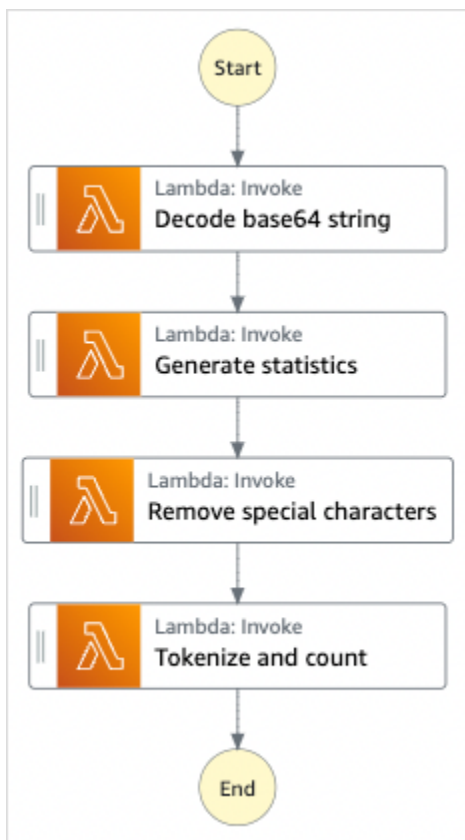 Start
Lambda: Invoke
Decode base64 string
Lambda: Invoke
Generate statistics
Lambda: Invoke
Remove special characters
Lambda: Invoke
Tokenize and count
End